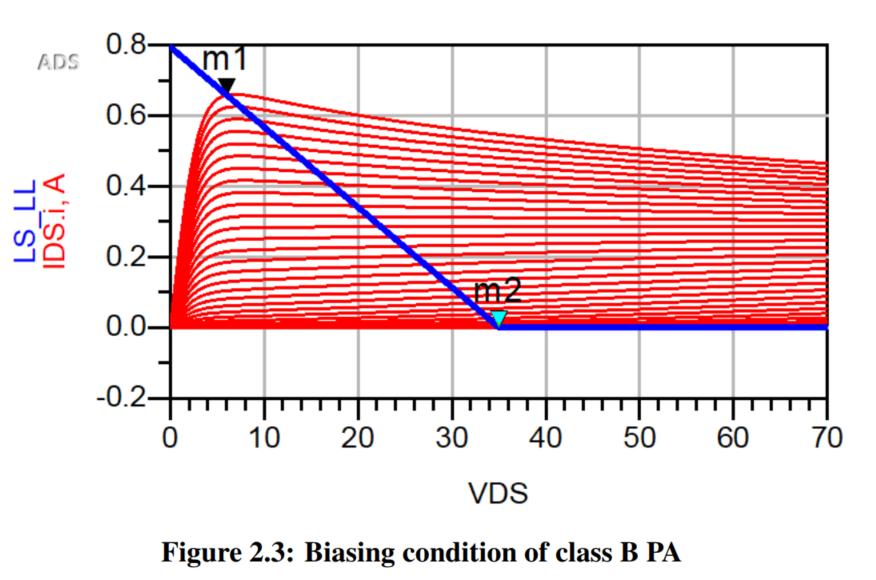 ADS
0.8
0.6
0.4
0.2
0.0
-0.2
LS_LL
IDS.i, A
m1
m2
0 10 20 30 40 50 60 70
VDS
Figure 2.3: Biasing condition of class B PA